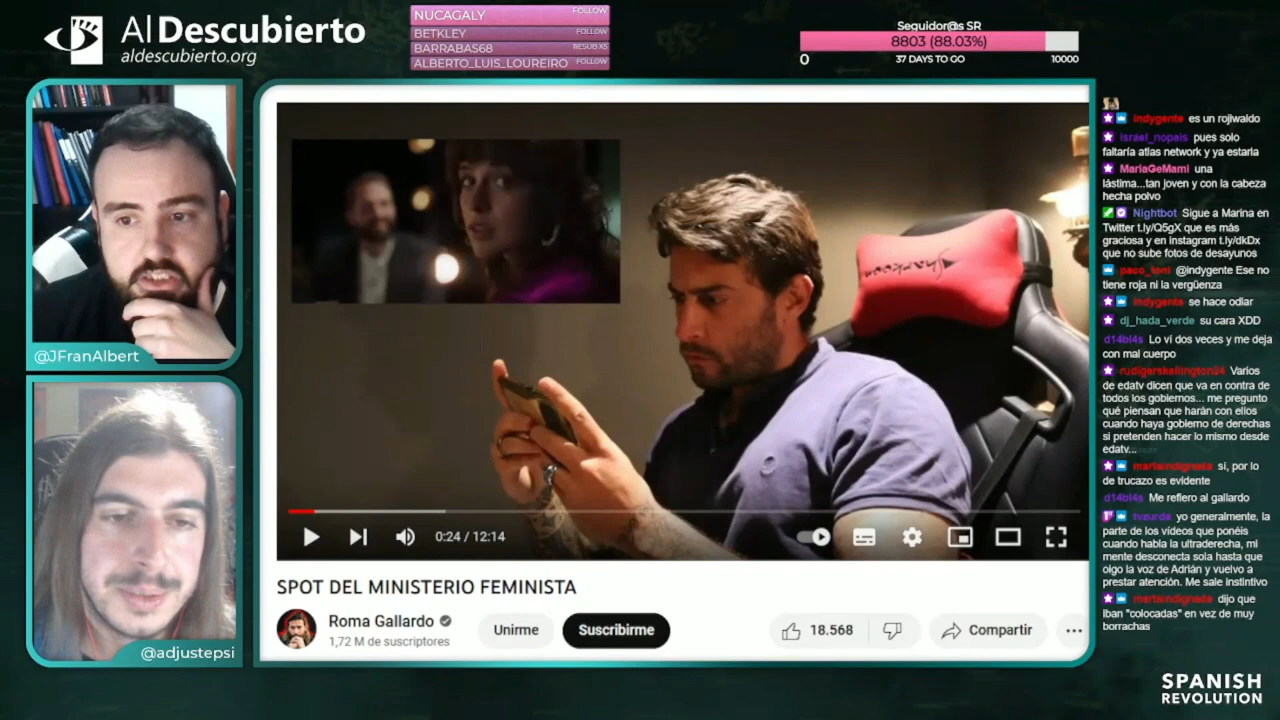 Al Descubierto
aldescubierto.org
NUCAGALY FOLLOW
BETKLEY FOLLOW
BARRABAS68 RESUB X5
ALBERTO_LUIS_LOUREIRO FOLLOW
Seguidor@s SR
8803 (88.03%)
0 37 DAYS TO GO 10000
@JFranAlbert
@adjustepsi
Sharkoon
0:24 / 12:14
SPOT DEL MINISTERIO FEMINISTA
Roma Gallardo
1,72 M de suscriptores
Unirme
Suscribirme
18.568
Compartir
indygente es un rojiwaldo
israel_nopais pues solo
faltaría atlas network y ya estaría
MariaGeMami una
lástima...tan joven y con la cabeza
hecha polvo
Nightbot Sigue a Marina en
Twitter t.ly/Q5gX que es más
graciosa y en instagram t.ly/dkDx
que no sube fotos de desayunos
paco_toni @indygente Ese no
tiene roja ni la vergüenza
indygente se hace odiar
dj_hada_verde su cara XDD
d14bl4s Lo ví dos veces y me deja
con mal cuerpo
rudigerskellington24 Varios
de edatv dicen que va en contra de
todos los gobiernos... me pregunto
qué piensan que harán con ellos
cuando haya gobierno de derechas
si pretenden hacer lo mismo desde
edatv...
martaindignada si, por lo
de trucazo es evidente
d14bl4s Me refiero al gallardo
tvzurda yo generalmente, la
parte de los vídeos que ponéis
cuando habla la ultraderecha, mi
mente desconecta sola hasta que
oigo la voz de Adrián y vuelvo a
prestar atención. Me sale instintivo
martaindignada dijo que
iban "colocadas" en vez de muy
borrachas
SPANISH
REVOLUTION